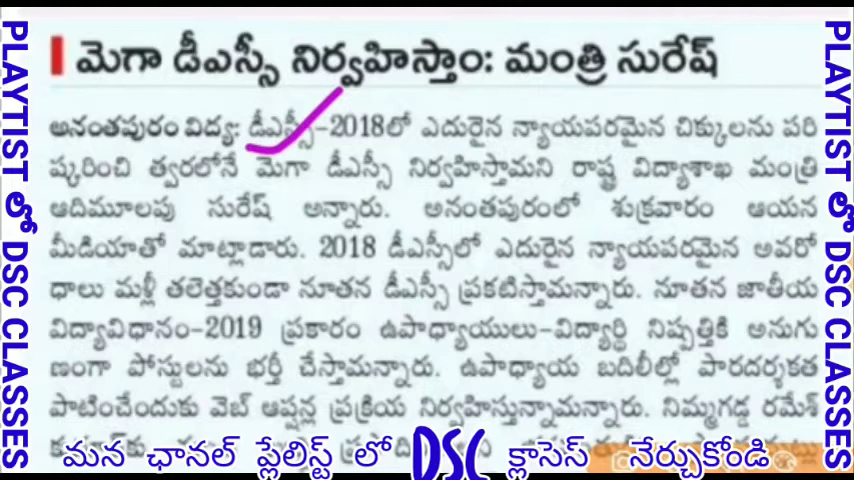 మెగా డీఎస్సీ నిర్వహిస్తాం: మంత్రి సురేష్
అనంతపురం విద్య: డీఎస్సీ-2018లో ఎదురైన న్యాయపరమైన చిక్కులను పరి
ష్కరించి త్వరలోనే మెగా డీఎస్సీ నిర్వహిస్తామని రాష్ట్ర విద్యాశాఖ మంత్రి
ఆదిమూలపు సురేష్ అన్నారు. అనంతపురంలో శుక్రవారం ఆయన
మీడియాతో మాట్లాడారు. 2018 డీఎస్సీలో ఎదురైన న్యాయపరమైన అవరో
ధాలు మళ్లీ తలెత్తకుండా నూతన డీఎస్సీ ప్రకటిస్తామన్నారు. నూతన జాతీయ
విద్యావిధానం-2019 ప్రకారం ఉపాధ్యాయులు-విద్యార్థి నిష్పత్తికి అనుగు
ణంగా పోస్టులను భర్తీ చేస్తామన్నారు. ఉపాధ్యాయ బదిలీల్లో పారదర్శకత
పాటించేందుకు వెబ్ ఆప్షన్ల ప్రక్రియ నిర్వహిస్తున్నామన్నారు. నిమ్మగడ్డ రమేశ్
మన ఛానల్ ప్లేలిస్ట్ లో DSC క్లాసెస్ నేర్చుకోండి
PLAYTIST తో DSC CLASSES
PLAYTIST తో DSC CLASSES